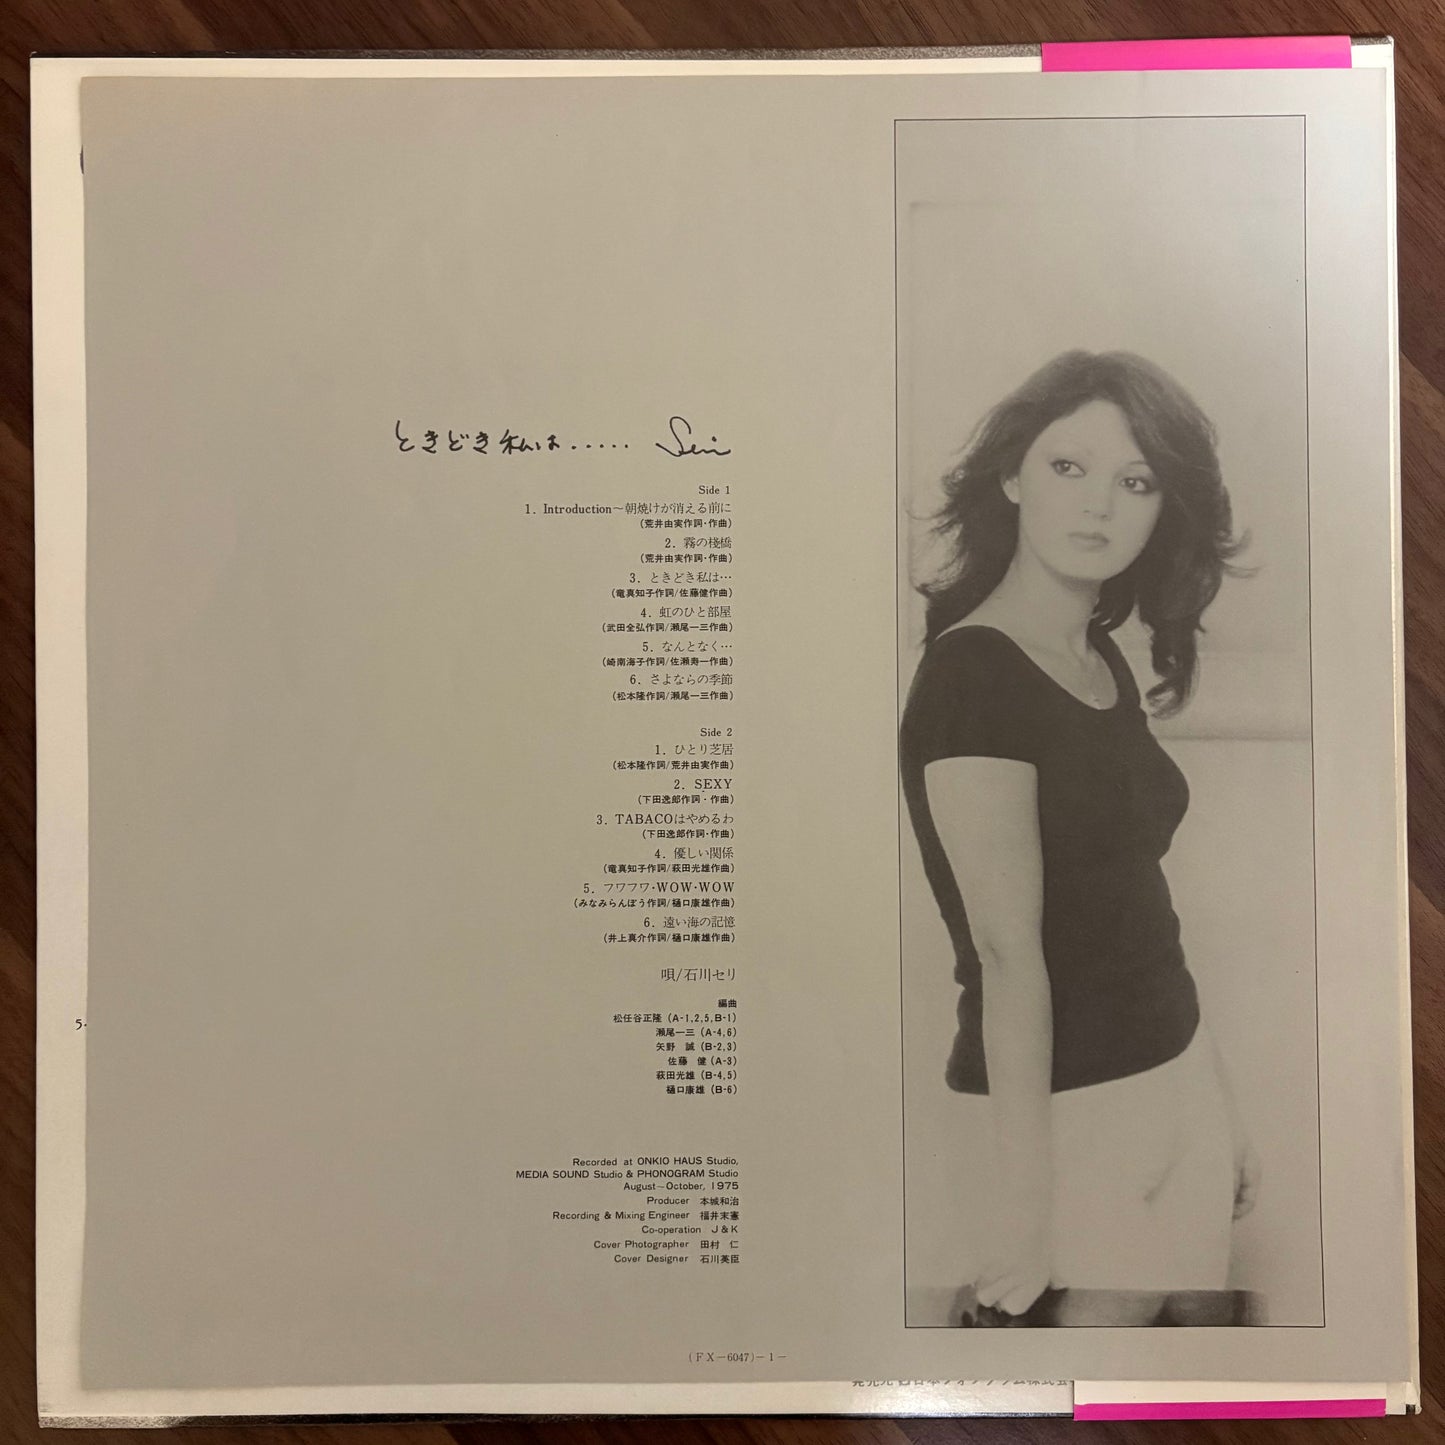 ときどき私は‥‥‥ Seri
Side 1
1. Introduction～朝焼けが消える前に
(荒井由実作詞・作曲)
2. 霧の桟橋
(荒井由実作詞・作曲)
3. ときどき私は…
(竜真知子作詞/佐藤健作曲)
4. 虹のひと部屋
(武田全弘作詞/瀬尾一三作曲)
5. なんとなく…
(崎南海子作詞/佐瀬寿一作曲)
6. さよならの季節
(松本隆作詞/瀬尾一三作曲)
Side 2
1. ひとり芝居
(松本隆作詞/荒井由実作曲)
2. SEXY
(下田逸郎作詞・作曲)
3. TABACOはやめるわ
(下田逸郎作詞・作曲)
4. 優しい関係
(竜真知子作詞/萩田光雄作曲)
5. フワフワ・WOW・WOW
(みなみらんぼう作詞/樋口康雄作曲)
6. 遠い海の記憶
(井上真介作詞/樋口康雄作曲)
唄/石川セリ
編曲
松任谷正隆 (A-1,2,5,B-1)
瀬尾一三 (A-4,6)
矢野 誠 (B-2,3)
佐藤 健 (A-3)
萩田光雄 (B-4,5)
樋口康雄 (B-6)
5.
Recorded at ONKIO HAUS Studio,
MEDIA SOUND Studio & PHONOGRAM Studio
August～October, 1975
Producer 本城和治
Recording & Mixing Engineer 福井末憲
Co-operation J & K
Cover Photographer 田村 仁
Cover Designer 石川英臣
(FX-6047)-1-